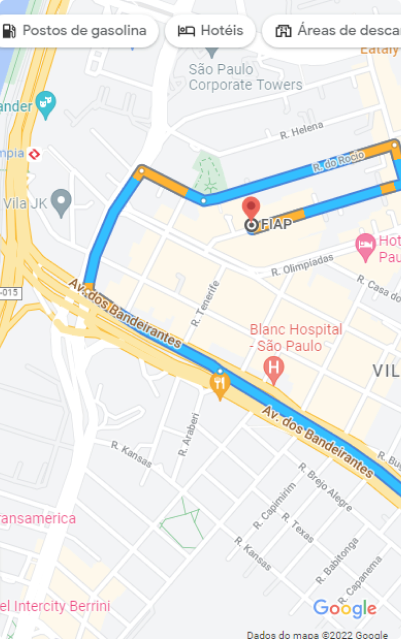 Postos de gasolina
Hotéis
Áreas de desca
Eataly
São Paulo
Corporate Towers
ander
R. Helena
mpia
R. do Rocio
Vila JK
FIAP
Hot
Pau
R. Olimpíadas
-015
R. Casa do
Av. dos Bandeirantes
R. Tenerife
Blanc Hospital
- São Paulo
VIL
Av. dos Bandeirantes
R. Araberi
R. Kansas
R. Bu
R. Brejo Alegre
R. Capimirim
ransamerica
R. Texas
R. Kansas
R. Babitonga
R. Capanema
el Intercity Berrini
Google
Dados do mapa ©2022 Google